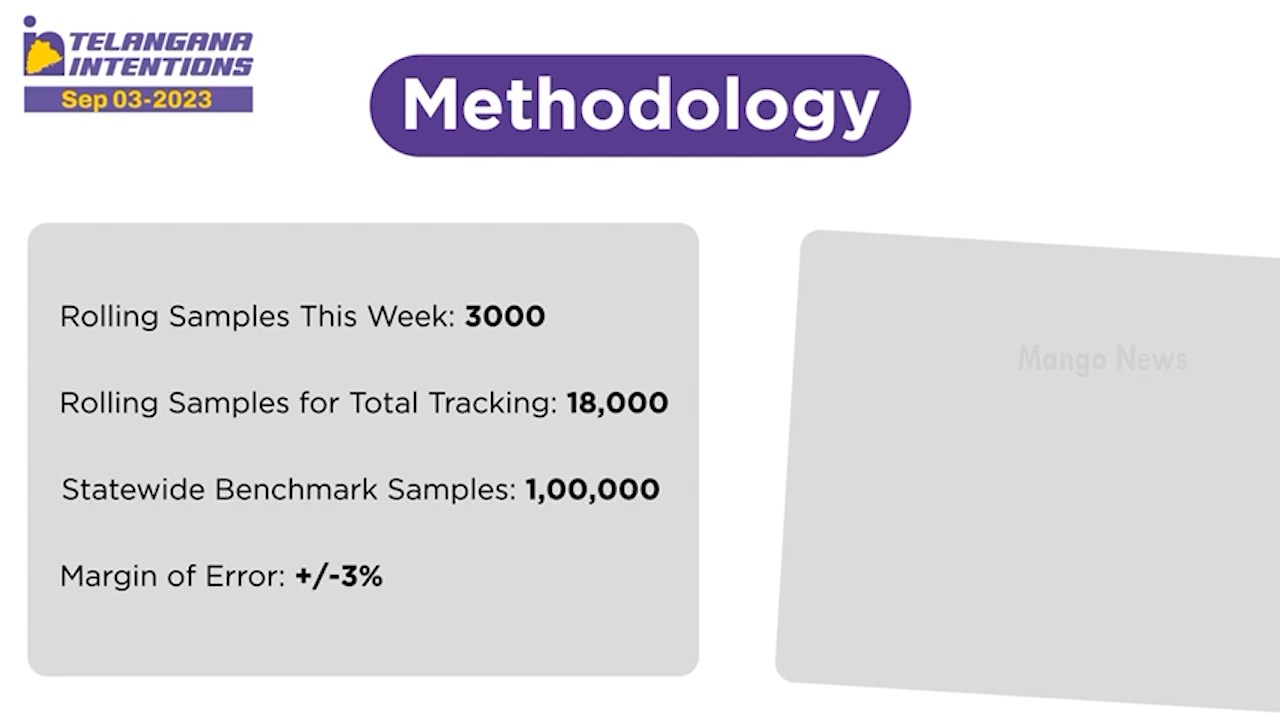 in TELANGANA
INTENTIONS
Sep 03-2023
Methodology
Rolling Samples This Week: 3000
Rolling Samples for Total Tracking: 18,000
Statewide Benchmark Samples: 1,00,000
Margin of Error: +/-3%
Mango News